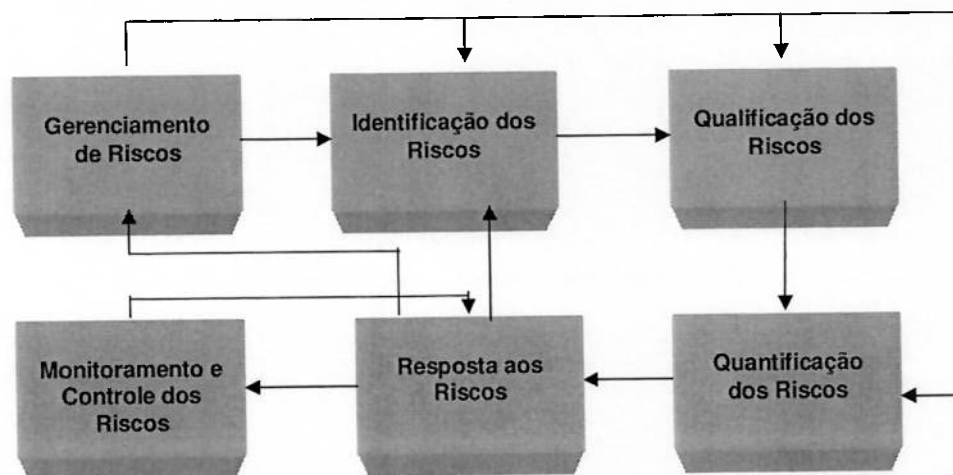 Gerenciamento
de Riscos
Identificação dos
Riscos
Qualificação dos
Riscos
Monitoramento e
Controle dos
Riscos
Resposta aos
Riscos
Quantificação
dos Riscos